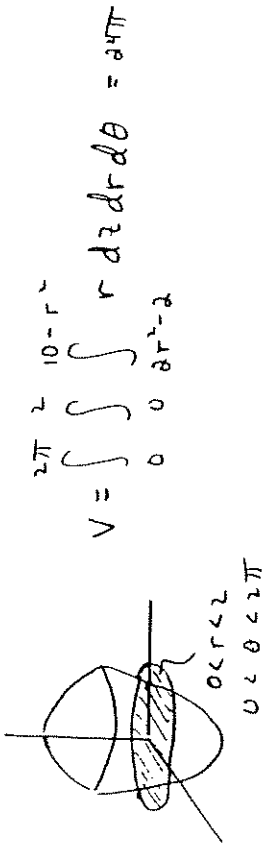 V = ∫₀^{2π} ∫₀^{2} ∫_{2r²-2}^{10-r²} r dz dr dθ = 24π
0<r<2
0<θ<2π